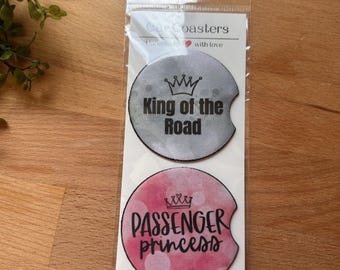 Car Coasters
with love
King of the
Road
PASSENGER
princess